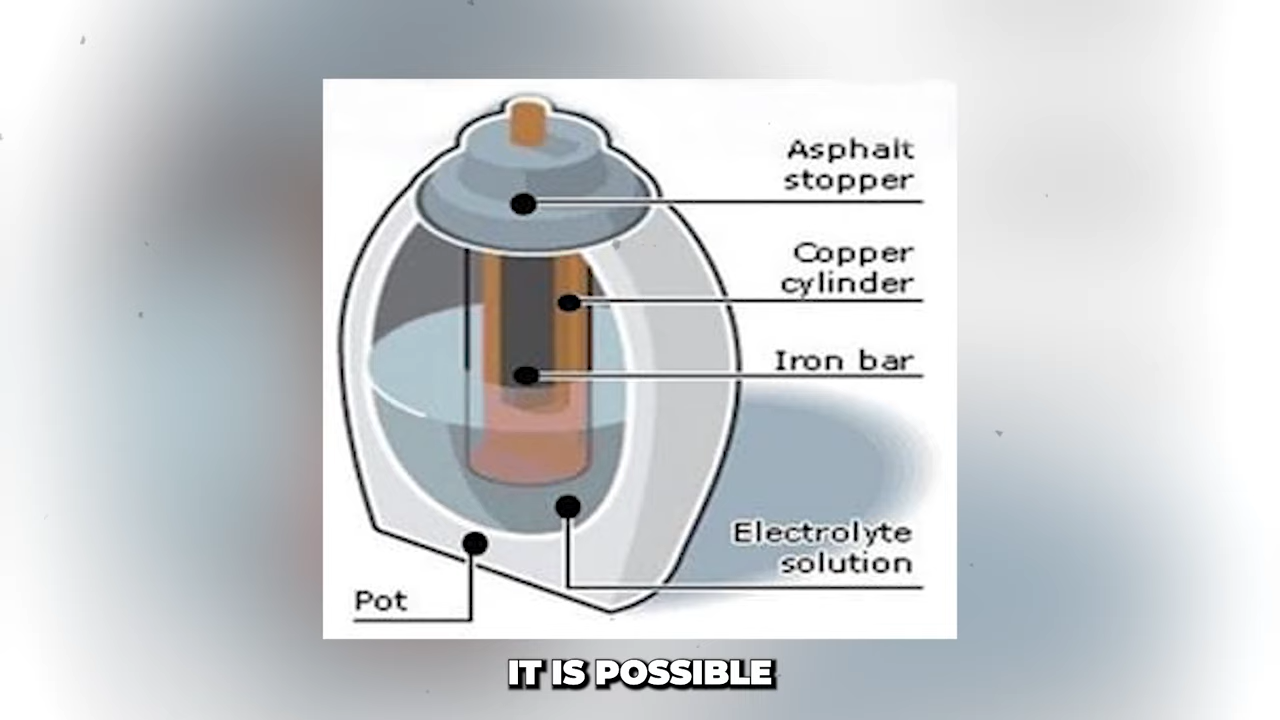 Asphalt
stopper
Copper
cylinder
Iron bar
Electrolyte
solution
Pot
IT IS POSSIBLE